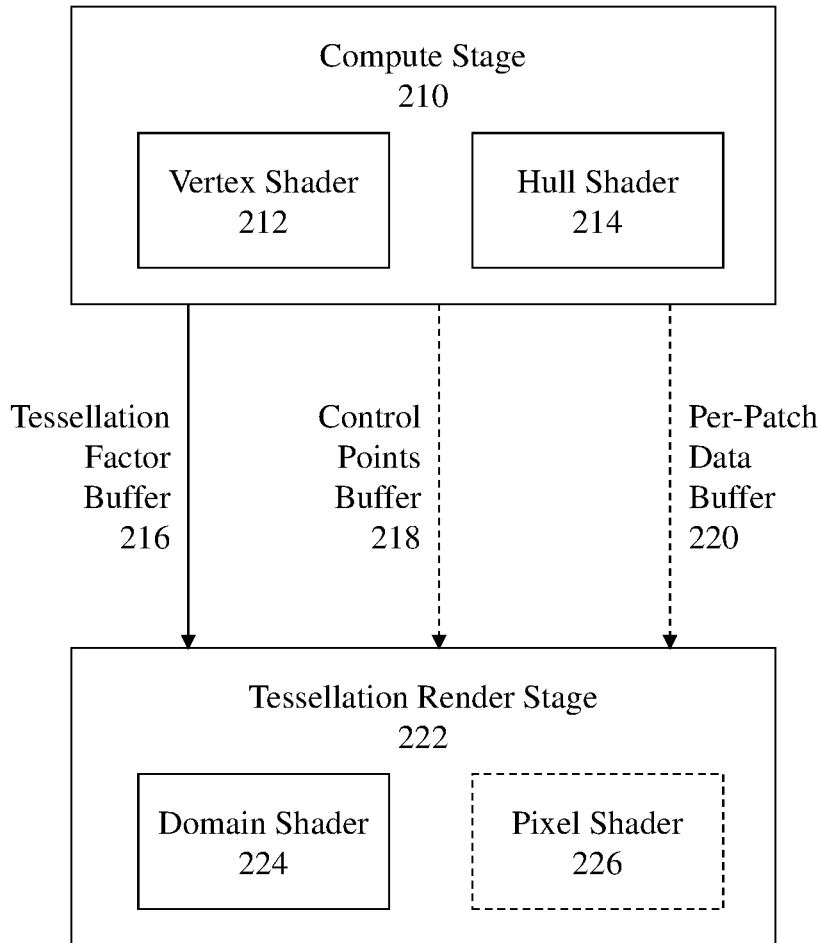 Compute Stage
210
Vertex Shader
212
Hull Shader
214
Tessellation
Factor
Buffer
216
Control
Points
Buffer
218
Per-Patch
Data
Buffer
220
Tessellation Render Stage
222
Domain Shader
224
Pixel Shader
226